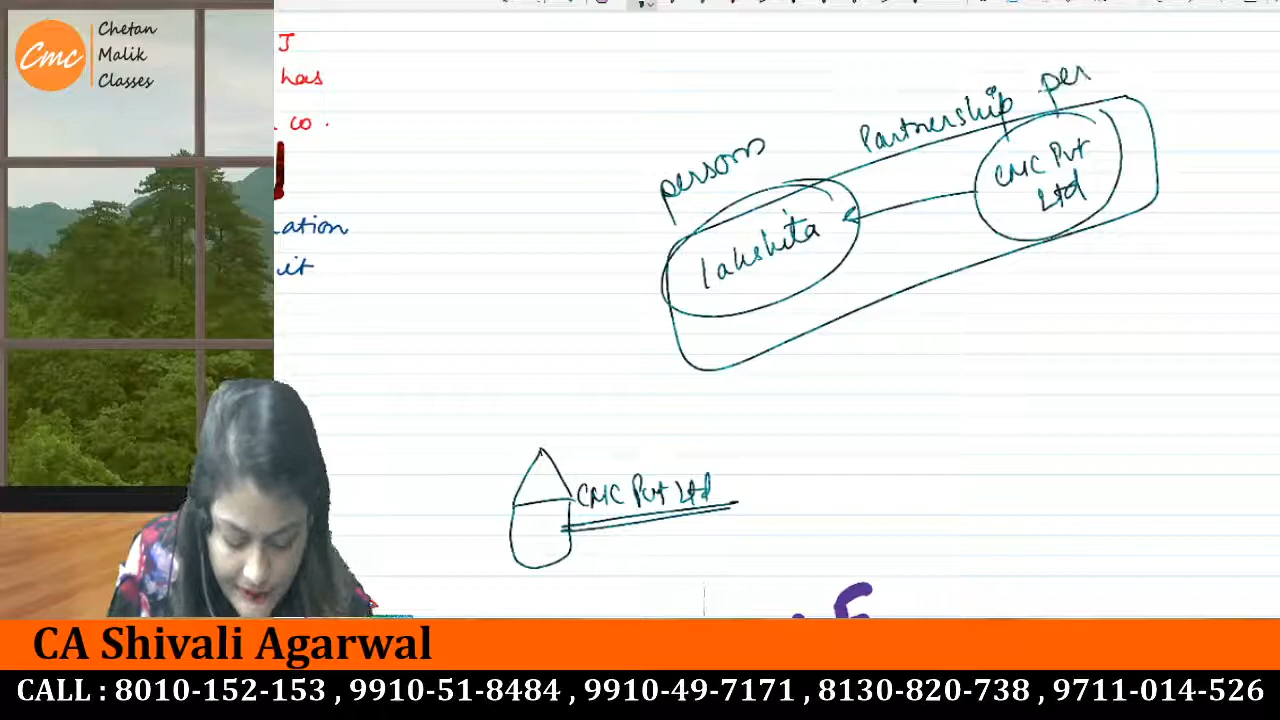 Cmc
Chetan
Malik
Classes
I
has
co.
ation
it
persons
Partnership per
lakshita
CMC Pvt
Ltd
CMC Pvt Ltd
CA Shivali Agarwal
CALL : 8010-152-153 , 9910-51-8484 , 9910-49-7171 , 8130-820-738 , 9711-014-526